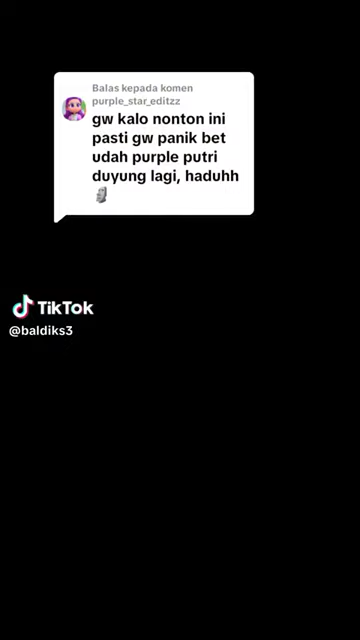 Balas kepada komen
purple_star_editzz
gw kalo nonton ini
pasti gw panik bet
udah purple putri
duyung lagi, haduhh
🗿
TikTok
@baldiks3